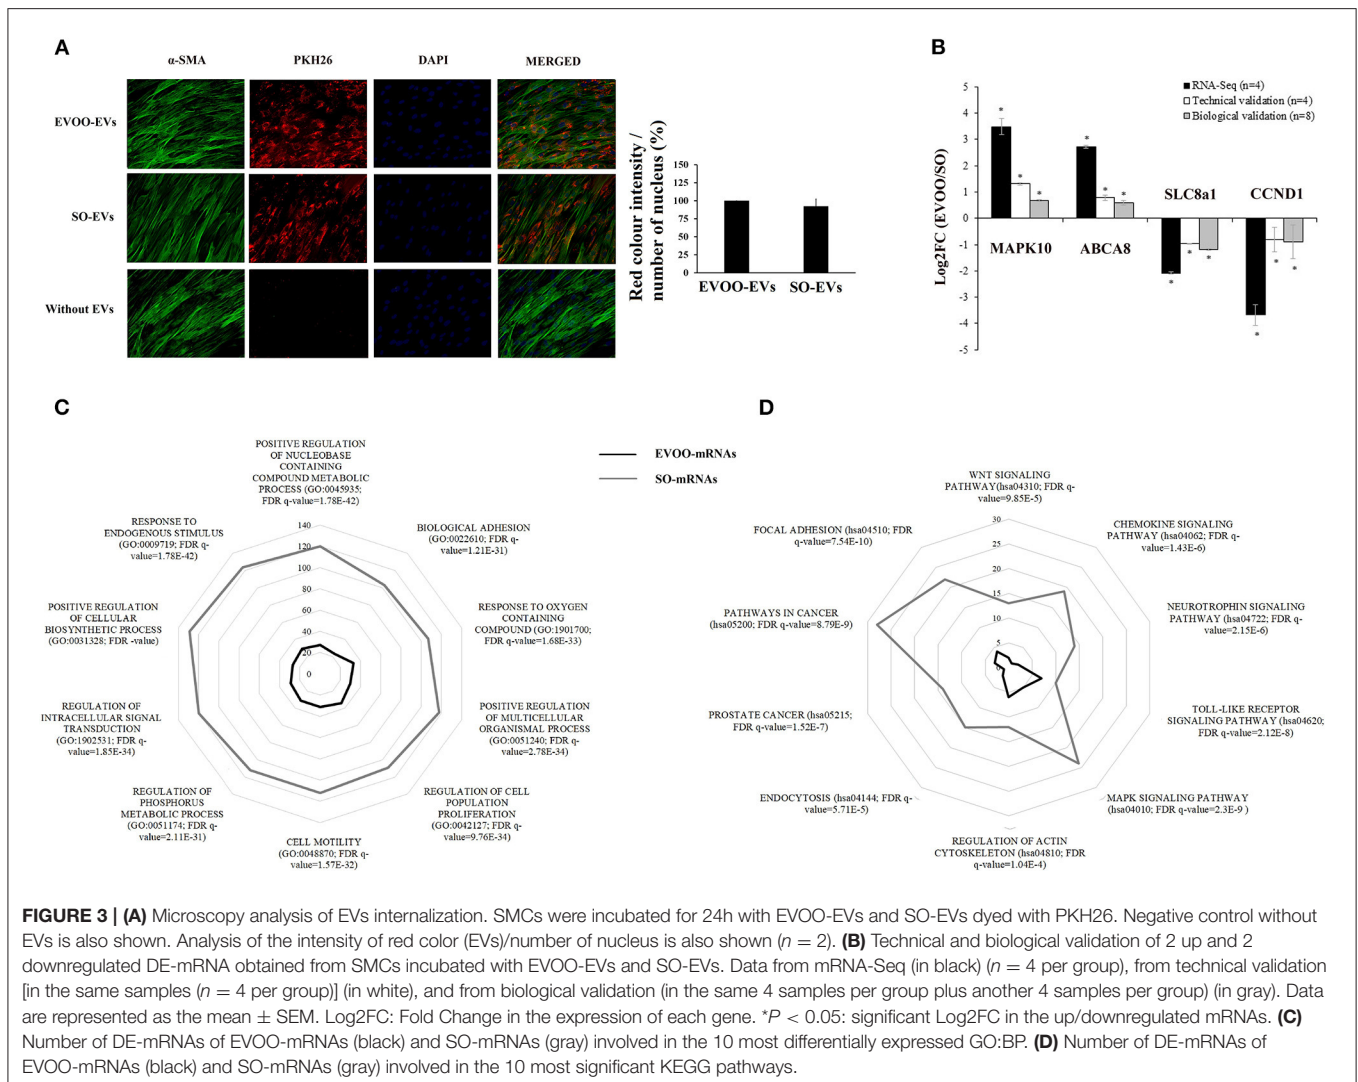 A
α-SMA
PKH26
DAPI
MERGED
EVOO-EVs
SO-EVs
Without EVs
Red colour intensity /
number of nucleus (%)
150
125
100
75
50
25
0
EVOO-EVs
SO-EVs
B
RNA-Seq (n=4)
Technical validation (n=4)
Biological validation (n=8)
Log2FC (EVOO/SO)
5
4
3
2
1
0
-1
-2
-3
-4
-5
* * *
* * *
* * *
* * *
MAPK10
ABCA8
SLC8a1
CCND1
C
EVOO-mRNAs
SO-mRNAs
POSITIVE REGULATION
OF NUCLEOBASE
CONTAINING
COMPOUND METABOLIC
PROCESS (GO:0045935;
FDR q-value=1.78E-42)
BIOLOGICAL ADHESION
(GO:0022610; FDR q-
value=1.21E-31)
RESPONSE TO OXYGEN
CONTAINING
COMPOUND (GO:1901700;
FDR q-value=1.68E-33)
POSITIVE REGULATION
OF MULTICELLULAR
ORGANISMAL PROCESS
(GO:0051240; FDR q-
value=2.78E-34)
REGULATION OF CELL
POPULATION
PROLIFERATION
(GO:0042127; FDR q-
value=9.76E-34)
CELL MOTILITY
(GO:0048870; FDR q-
value=1.57E-32)
REGULATION OF
PHOSPHORUS
METABOLIC PROCESS
(GO:0051174; FDR q-
value=2.11E-31)
REGULATION OF
INTRACELLULAR SIGNAL
TRANSDUCTION
(GO:1902531; FDR q-
value=1.85E-34)
POSITIVE REGULATION
OF CELLULAR
BIOSYNTHETIC PROCESS
(GO:0031328; FDR -value)
RESPONSE TO
ENDOGENOUS STIMULUS
(GO:0009719; FDR q-
value=1.78E-42)
140
120
100
80
60
40
20
0
D
WNT SIGNALING
PATHWAY(hsa04310; FDR q-
value=9.85E-5)
CHEMOKINE SIGNALING
PATHWAY (hsa04062; FDR q-
value=1.43E-6)
NEUROTROPHIN SIGNALING
PATHWAY (hsa04722; FDR q-
value=2.15E-6)
TOLL-LIKE RECEPTOR
SIGNALING PATHWAY (hsa04620;
FDR q-value=2.12E-8)
MAPK SIGNALING PATHWAY
(hsa04010; FDR q-value=2.3E-9 )
REGULATION OF ACTIN
CYTOSKELETON (hsa04810; FDR
q-value=1.04E-4)
ENDOCYTOSIS (hsa04144; FDR q-
value=5.71E-5)
PROSTATE CANCER (hsa05215;
FDR q-value=1.52E-7)
PATHWAYS IN CANCER
(hsa05200; FDR q-value=8.79E-9)
FOCAL ADHESION (hsa04510; FDR
q-value=7.54E-10)
30
25
20
15
10
5
0
FIGURE 3 | (A) Microscopy analysis of EVs internalization. SMCs were incubated for 24h with EVOO-EVs and SO-EVs dyed with PKH26. Negative control without
EVs is also shown. Analysis of the intensity of red color (EVs)/number of nucleus is also shown (n = 2). (B) Technical and biological validation of 2 up and 2
downregulated DE-mRNA obtained from SMCs incubated with EVOO-EVs and SO-EVs. Data from mRNA-Seq (in black) (n = 4 per group), from technical validation
[in the same samples (n = 4 per group)] (in white), and from biological validation (in the same 4 samples per group plus another 4 samples per group) (in gray). Data
are represented as the mean ± SEM. Log2FC: Fold Change in the expression of each gene. *P < 0.05: significant Log2FC in the up/downregulated mRNAs. (C)
Number of DE-mRNAs of EVOO-mRNAs (black) and SO-mRNAs (gray) involved in the 10 most differentially expressed GO:BP. (D) Number of DE-mRNAs of
EVOO-mRNAs (black) and SO-mRNAs (gray) involved in the 10 most significant KEGG pathways.